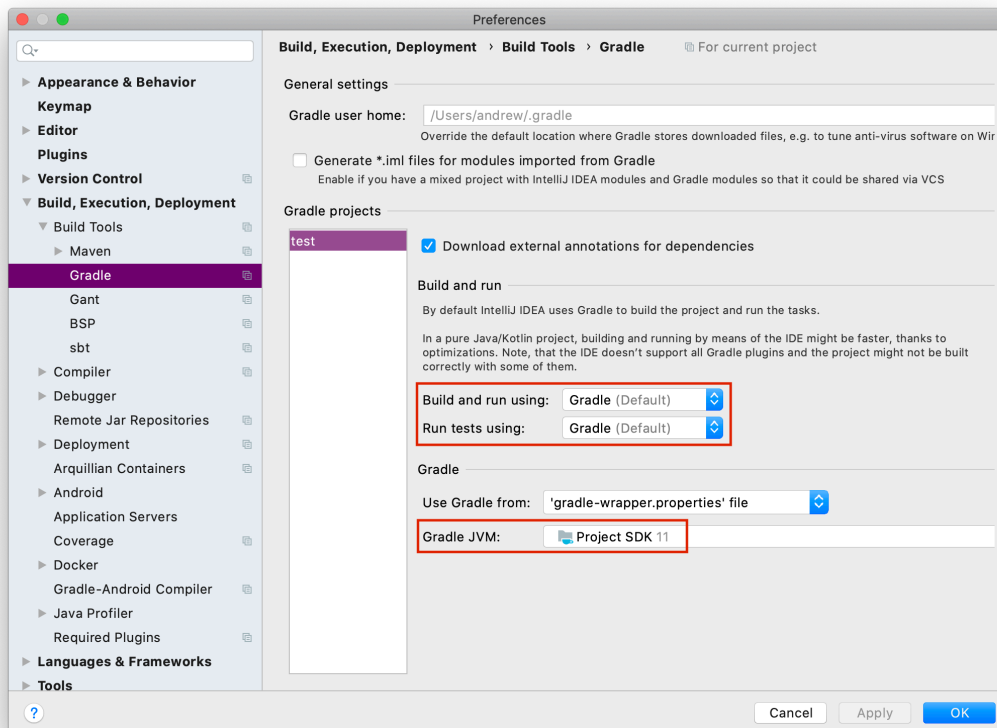 Preferences
Build, Execution, Deployment › Build Tools › Gradle For current project
Appearance & Behavior
Keymap
Editor
Plugins
Version Control
Build, Execution, Deployment
Build Tools
Maven
Gradle
Gant
BSP
sbt
Compiler
Debugger
Remote Jar Repositories
Deployment
Arquillian Containers
Android
Application Servers
Coverage
Docker
Gradle-Android Compiler
Java Profiler
Required Plugins
Languages & Frameworks
Tools
?
General settings
Gradle user home: /Users/andrew/.gradle
Override the default location where Gradle stores downloaded files, e.g. to tune anti-virus software on Wir
Generate *.iml files for modules imported from Gradle
Enable if you have a mixed project with IntelliJ IDEA modules and Gradle modules so that it could be shared via VCS
Gradle projects
test
Download external annotations for dependencies
Build and run
By default IntelliJ IDEA uses Gradle to build the project and run the tasks.
In a pure Java/Kotlin project, building and running by means of the IDE might be faster, thanks to
optimizations. Note, that the IDE doesn't support all Gradle plugins and the project might not be built
correctly with some of them.
Build and run using: Gradle (Default)
Run tests using: Gradle (Default)
Gradle
Use Gradle from: 'gradle-wrapper.properties' file
Gradle JVM: Project SDK 11
Cancel Apply OK